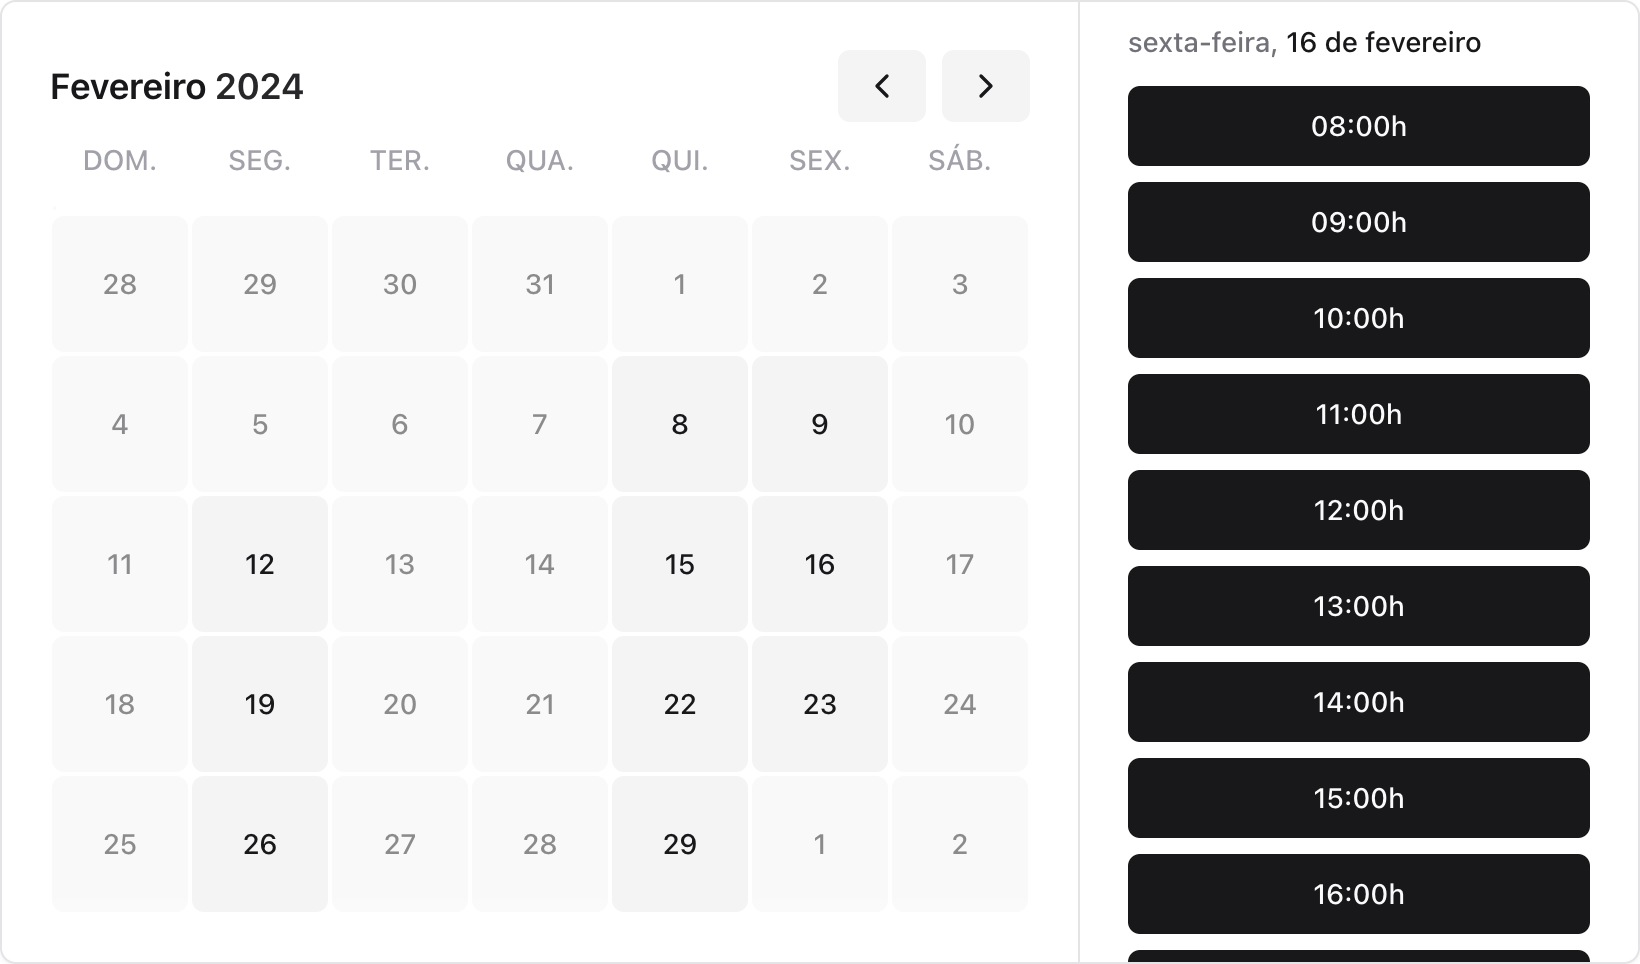 Fevereiro 2024
DOM. SEG. TER. QUA. QUI. SEX. SÁB.
28 29 30 31 1 2 3
4 5 6 7 8 9 10
11 12 13 14 15 16 17
18 19 20 21 22 23 24
25 26 27 28 29 1 2
sexta-feira, 16 de fevereiro
08:00h
09:00h
10:00h
11:00h
12:00h
13:00h
14:00h
15:00h
16:00h